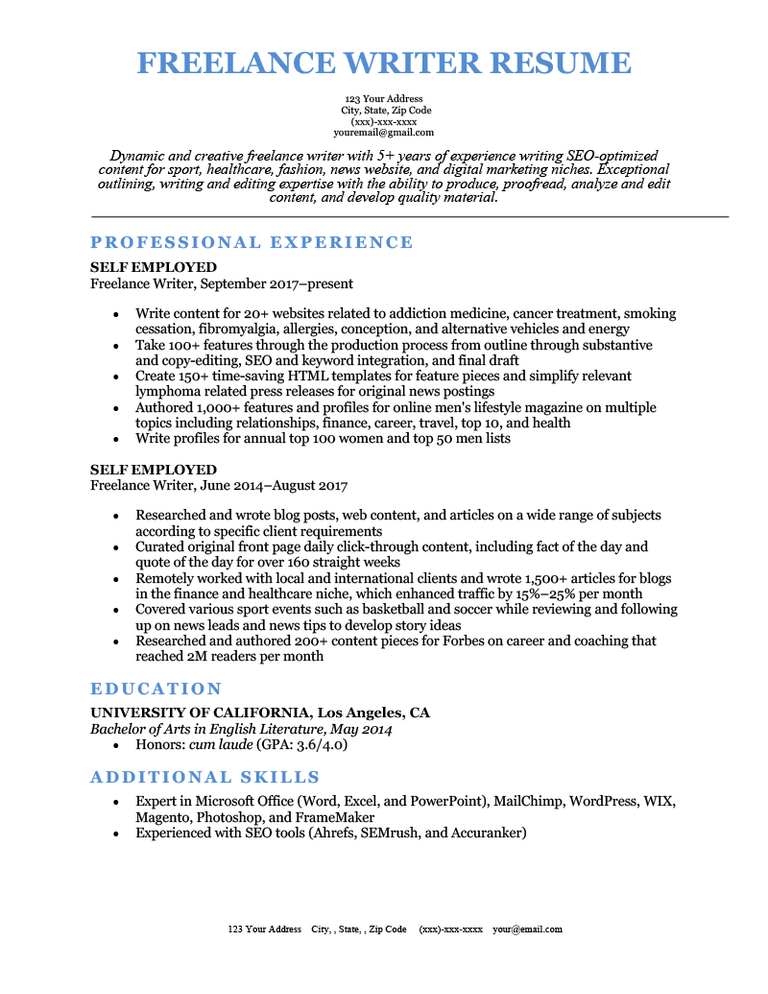 FREELANCE WRITER RESUME
123 Your Address
City, State, Zip Code
(xxx)-xxx-xxxx
youremail@gmail.com
Dynamic and creative freelance writer with 5+ years of experience writing SEO-optimized
content for sport, healthcare, fashion, news website, and digital marketing niches. Exceptional
outlining, writing and editing expertise with the ability to produce, proofread, analyze and edit
content, and develop quality material.
PROFESSIONAL EXPERIENCE
SELF EMPLOYED
Freelance Writer, September 2017–present
• Write content for 20+ websites related to addiction medicine, cancer treatment, smoking
cessation, fibromyalgia, allergies, conception, and alternative vehicles and energy
• Take 100+ features through the production process from outline through substantive
and copy-editing, SEO and keyword integration, and final draft
• Create 150+ time-saving HTML templates for feature pieces and simplify relevant
lymphoma related press releases for original news postings
• Authored 1,000+ features and profiles for online men's lifestyle magazine on multiple
topics including relationships, finance, career, travel, top 10, and health
• Write profiles for annual top 100 women and top 50 men lists
SELF EMPLOYED
Freelance Writer, June 2014–August 2017
• Researched and wrote blog posts, web content, and articles on a wide range of subjects
according to specific client requirements
• Curated original front page daily click-through content, including fact of the day and
quote of the day for over 160 straight weeks
• Remotely worked with local and international clients and wrote 1,500+ articles for blogs
in the finance and healthcare niche, which enhanced traffic by 15%–25% per month
• Covered various sport events such as basketball and soccer while reviewing and following
up on news leads and news tips to develop story ideas
• Researched and authored 200+ content pieces for Forbes on career and coaching that
reached 2M readers per month
EDUCATION
UNIVERSITY OF CALIFORNIA, Los Angeles, CA
Bachelor of Arts in English Literature, May 2014
• Honors: cum laude (GPA: 3.6/4.0)
ADDITIONAL SKILLS
• Expert in Microsoft Office (Word, Excel, and PowerPoint), MailChimp, WordPress, WIX,
Magento, Photoshop, and FrameMaker
• Experienced with SEO tools (Ahrefs, SEMrush, and Accuranker)
123 Your Address City, , State, , Zip Code (xxx)-xxx-xxxx your@email.com